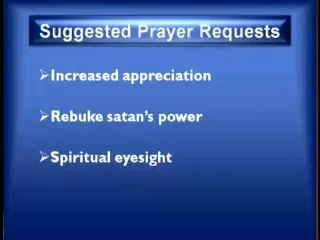 Suggested Prayer Requests
➢Increased appreciation
➢Rebuke satan's power
➢Spiritual eyesight